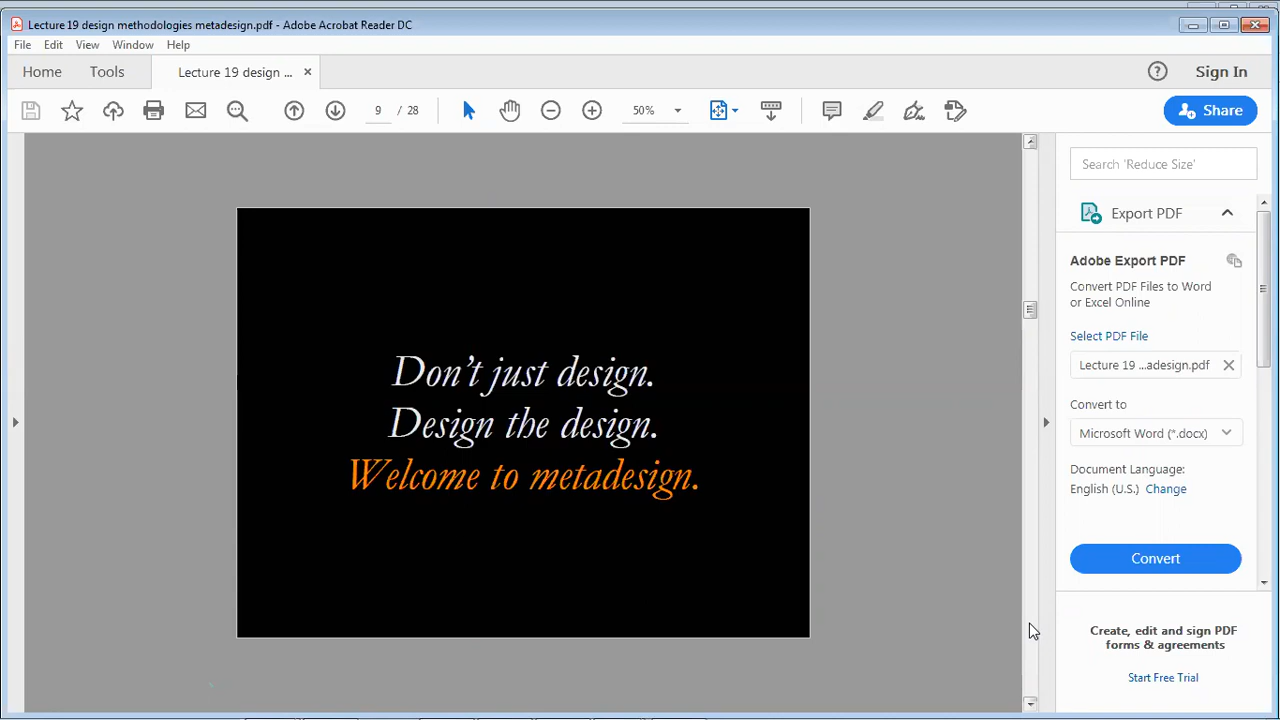 Lecture 19 design methodologies metadesign.pdf - Adobe Acrobat Reader DC
File Edit View Window Help
Home Tools Lecture 19 design ... × ? Sign In
9 / 28 50% Share
Search 'Reduce Size'
Export PDF
Adobe Export PDF
Convert PDF Files to Word
or Excel Online
Select PDF File
Lecture 19 ...adesign.pdf
Convert to
Microsoft Word (*.docx)
Document Language:
English (U.S.) Change
Convert
Create, edit and sign PDF
forms & agreements
Start Free Trial
Don't just design.
Design the design.
Welcome to metadesign.